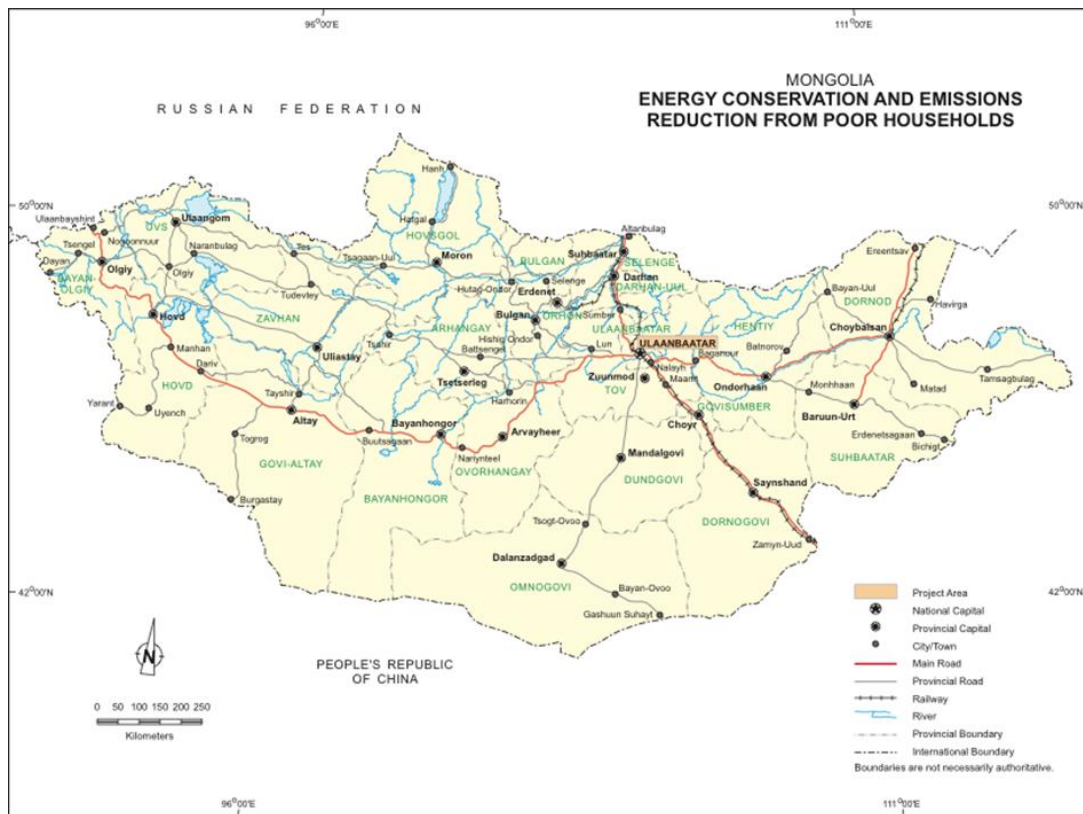 96°00'E
111°00'E
MONGOLIA
ENERGY CONSERVATION AND EMISSIONS
REDUCTION FROM POOR HOUSEHOLDS
RUSSIAN FEDERATION
50°00'N
50°00'N
Hanh
Ulaanbayshint
Ulaangom
UVS
Nogoonnuur
Hatgal
HOVSGOL
Altanbulag
Tsengel
Naranbulag
Tes
Tsagaan-Uul
Moron
BULGAN
Suhbaatar
SELENGE
Ereentsav
Dayan
Olgiy
BAYAN-
OLGIY
Olgiy
Tudevtey
Hutag-Ondor
Selenge
Darhan
DARHAN-UUL
Bayan-Uul
DORNOD
Havirga
Erdenet
ORHON
Sumber
Hovd
ZAVHAN
ARHANGAY
Bulgan
ULAANBAATAR
HENTIY
Choybalsan
Tsahir
Hishig Ondor
Manhan
Uliastay
Battsengel
Lun
ULAANBAATAR
Baganuur
Batnorov
Dariv
HOVD
Tsetserleg
Zuunmod
TOV
Nalayh
Maant
Ondorhaan
Monhhaan
Matad
Tamsagbulag
Yarant
Uyench
Tayshir
Harhorin
GOVISUMBER
Altay
Bayanhongor
Arvayheer
Choyr
Baruun-Urt
Togrog
Buutsagaan
Nariynteel
Erdenetsagaan
Bichigt
GOVI-ALTAY
OVORHANGAY
Mandalgovi
SUHBAATAR
Burgastay
BAYANHONGOR
DUNDGOVI
Saynshand
Tsogt-Ovoo
DORNOGOVI
Zamyn-Uud
Dalanzadgad
OMNOGOVI
Bayan-Ovoo
42°00'N
42°00'N
Gashuun Suhayt
N
PEOPLE'S REPUBLIC
OF CHINA
0 50 100 150 200 250
Kilometers
Project Area
National Capital
Provincial Capital
City/Town
Main Road
Provincial Road
Railway
River
Provincial Boundary
International Boundary
Boundaries are not necessarily authoritative.
96°00'E
111°00'E